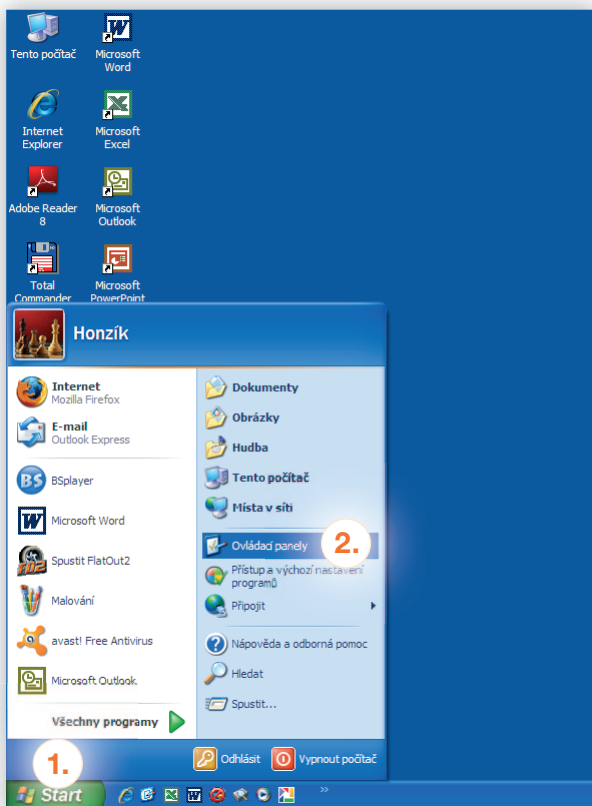 Tento počítač
Microsoft
Word
Internet
Explorer
Microsoft
Excel
Adobe Reader
8
Microsoft
Outlook
Total
Commander
Microsoft
PowerPoint
Honzík
Internet
Mozilla Firefox
E-mail
Outlook Express
BSplayer
Microsoft Word
Spustit FlatOut2
Malování
avast! Free Antivirus
Microsoft Outlook
Všechny programy
Dokumenty
Obrázky
Hudba
Tento počítač
Místa v síti
Ovládací panely
2.
Přístup a výchozí nastavení
programů
Připojit
Nápověda a odborná pomoc
Hledat
Spustit...
Odhlásit
Vypnout počítač
1.
Start